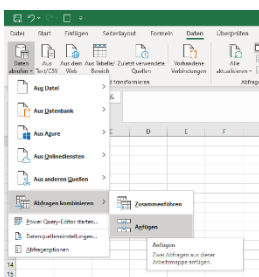 Datei Start Einfügen Seitenlayout Formeln Daten Überprüfen
Daten abrufen Aus Text/CSV Aus dem Web Aus Tabelle/ Bereich Zuletzt verwendete Quellen Vorhandene Verbindungen Alle aktualisieren
Aus Datei
Aus Datenbank
Aus Azure
Aus Onlinediensten
Aus anderen Quellen
Abfragen kombinieren
Power Query-Editor starten...
Datenquelleneinstellungen...
Abfrageoptionen
Zusammenführen
Anfügen
Anfügen
Zwei Abfragen aus dieser
Arbeitsmappe anfügen.
D E F
14
15